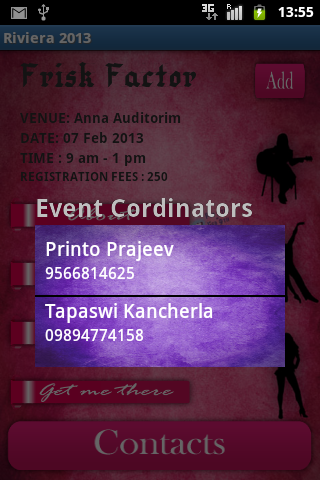 3G 13:55
Riviera 2013
Frisk Factor
Add
VENUE: Anna Auditorim
DATE: 07 Feb 2013
TIME : 9 am - 1 pm
REGISTRATION FEES : 250
Event Cordinators
Printo Prajeev
9566814625
Tapaswi Kancherla
09894774158
Get me there
Contacts